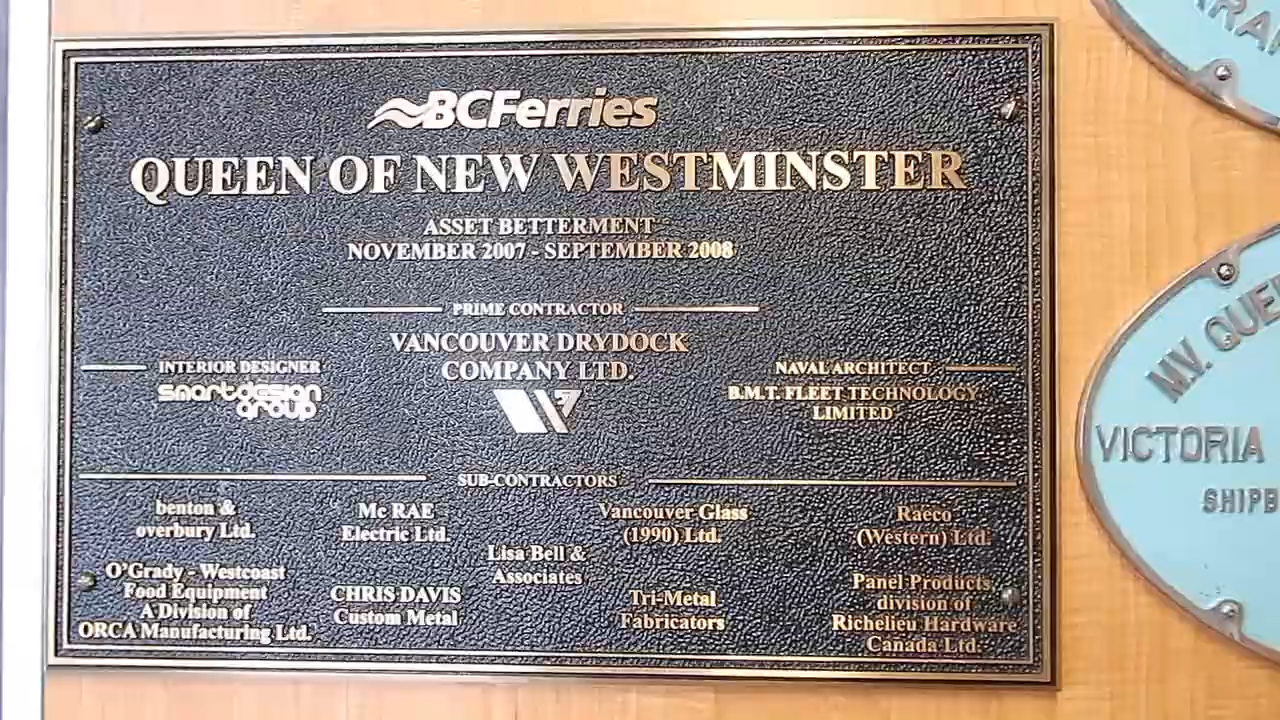 BCFerries
QUEEN OF NEW WESTMINSTER
ASSET BETTERMENT
NOVEMBER 2007 - SEPTEMBER 2008
PRIME CONTRACTOR
VANCOUVER DRYDOCK
COMPANY LTD.
INTERIOR DESIGNER
smartdesign
group
NAVAL ARCHITECT
B.M.T. FLEET TECHNOLOGY
LIMITED
SUB-CONTRACTORS
benton &
overbury Ltd.
Mc RAE
Electric Ltd.
Lisa Bell &
Associates
Vancouver Glass
(1990) Ltd.
Raeco
(Western) Ltd.
O'Grady - Westcoast
Food Equipment
A Division of
ORCA Manufacturing Ltd.
CHRIS DAVIS
Custom Metal
Tri-Metal
Fabricators
Panel Products
division of
Richelieu Hardware
Canada Ltd.
MV. QUE
VICTORIA
SHIPB